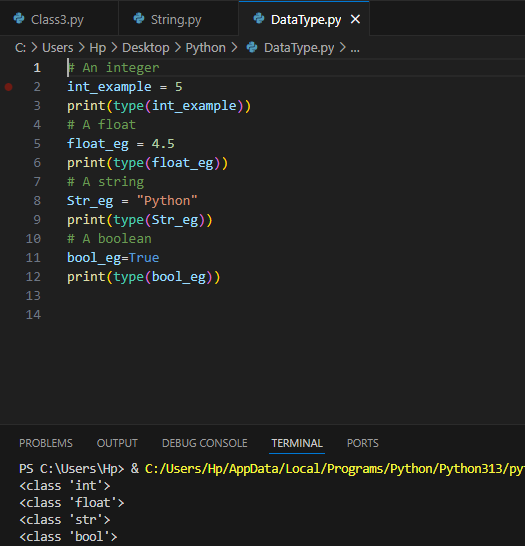 Class3.py String.py DataType.py
C: > Users > Hp > Desktop > Python > DataType.py > ...
1 # An integer
2 int_example = 5
3 print(type(int_example))
4 # A float
5 float_eg = 4.5
6 print(type(float_eg))
7 # A string
8 Str_eg = "Python"
9 print(type(Str_eg))
10 # A boolean
11 bool_eg=True
12 print(type(bool_eg))
13
14
PROBLEMS OUTPUT DEBUG CONSOLE TERMINAL PORTS
PS C:\Users\Hp> & C:/Users/Hp/AppData/Local/Programs/Python/Python313/pyt
<class 'int'>
<class 'float'>
<class 'str'>
<class 'bool'>